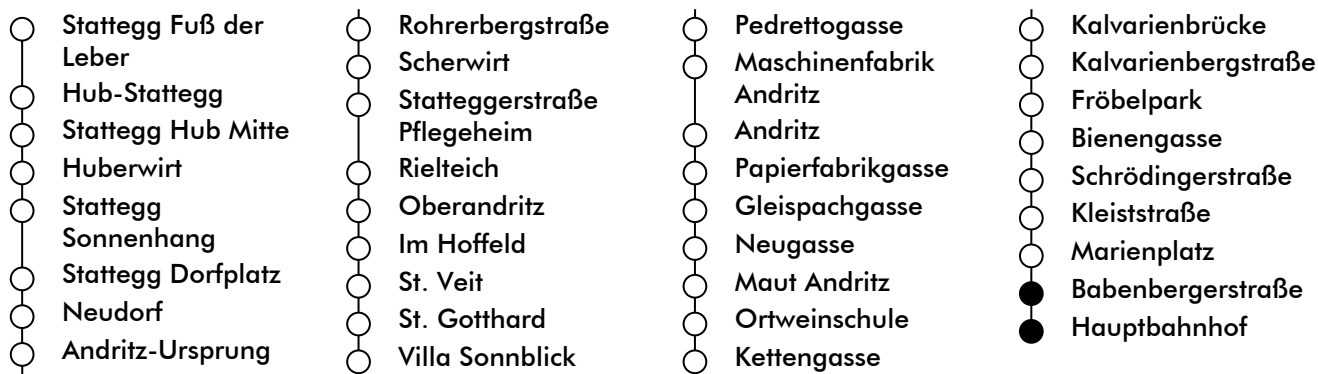 Stattegg Fuß der
Leber
Hub-Stattegg
Stattegg Hub Mitte
Huberwirt
Stattegg
Sonnenhang
Stattegg Dorfplatz
Neudorf
Andritz-Ursprung
Rohrerbergstraße
Scherwirt
Statteggerstraße
Pflegeheim
Rielteich
Oberandritz
Im Hoffeld
St. Veit
St. Gotthard
Villa Sonnblick
Pedrettogasse
Maschinenfabrik
Andritz
Andritz
Papierfabrikgasse
Gleispachgasse
Neugasse
Maut Andritz
Ortweinschule
Kettengasse
Kalvarienbrücke
Kalvarienbergstraße
Fröbelpark
Bienengasse
Schrödingerstraße
Kleiststraße
Marienplatz
Babenbergerstraße
Hauptbahnhof